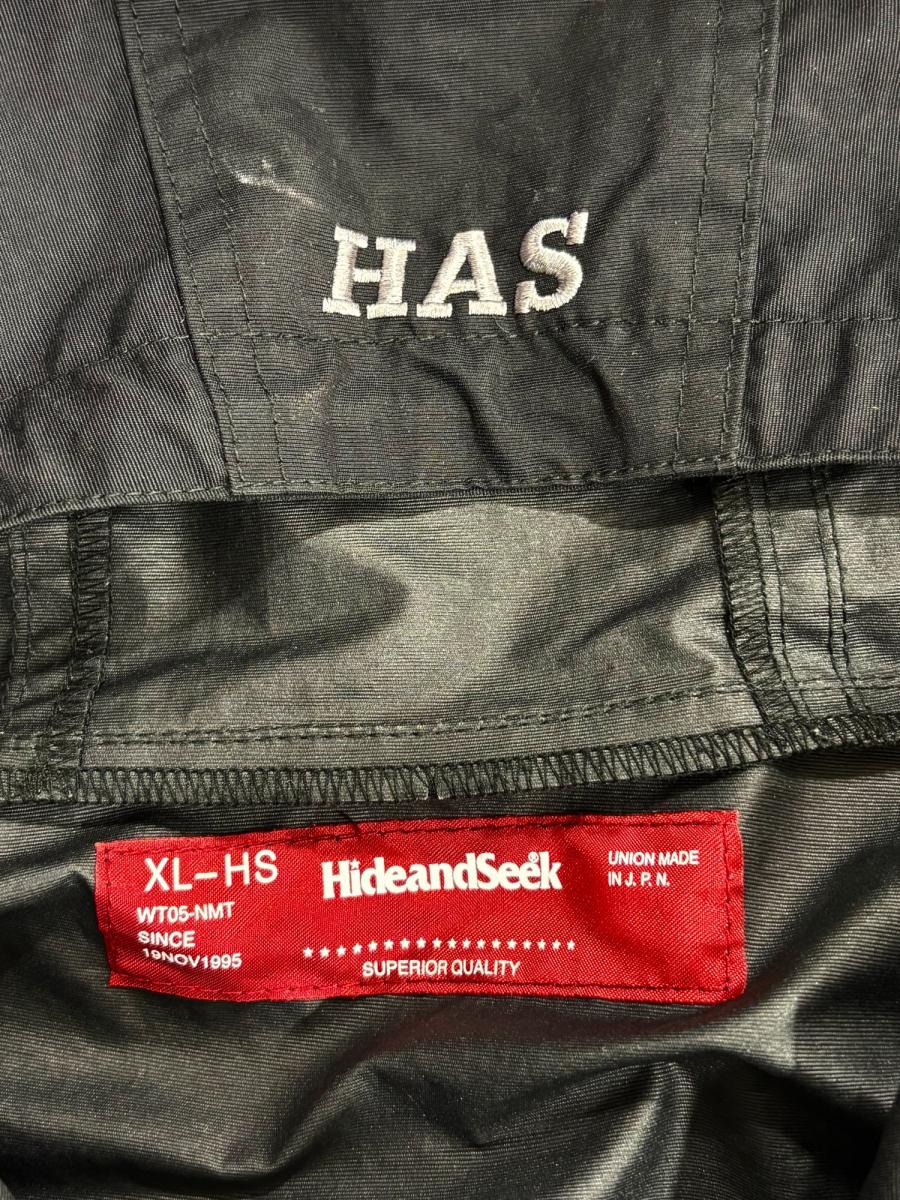 HAS
XL-HS
HideandSeek
UNION MADE
IN J. P. N.
WT05-NMT
SINCE
19NOV1995
SUPERIOR QUALITY